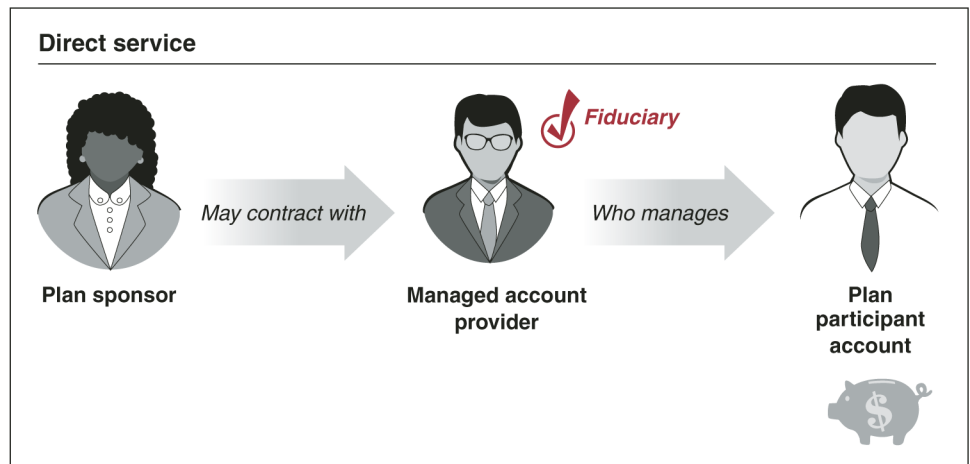 Direct service
Fiduciary
May contract with
Who manages
Plan sponsor
Managed account
provider
Plan
participant
account
$